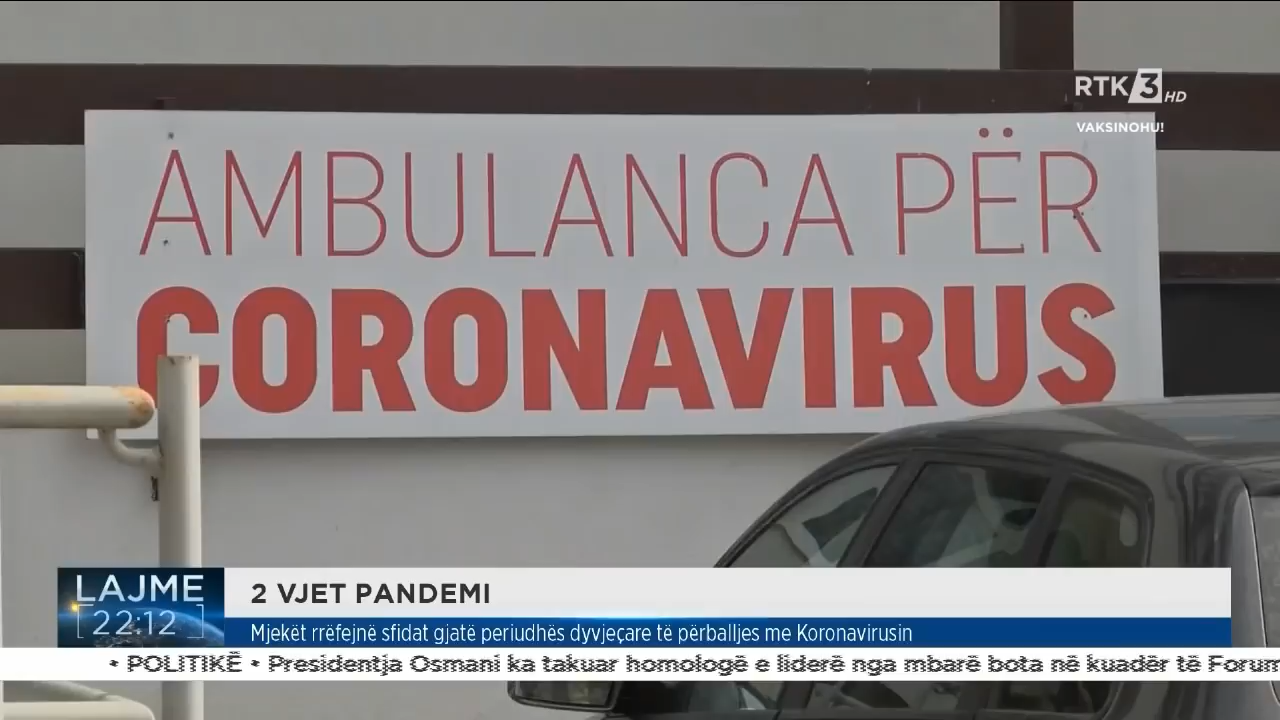 RTK 3 HD
VAKSINOHU!
AMBULANCA PËR
CORONAVIRUS
LAJME
22:12
2 VJET PANDEMI
Mjekët rrëfejnë sfidat gjatë periudhës dyvjeçare të përballjes me Koronavirusin
• POLITIKË • Presidentja Osmani ka takuar homologë e liderë nga mbarë bota në kuadër të Forum